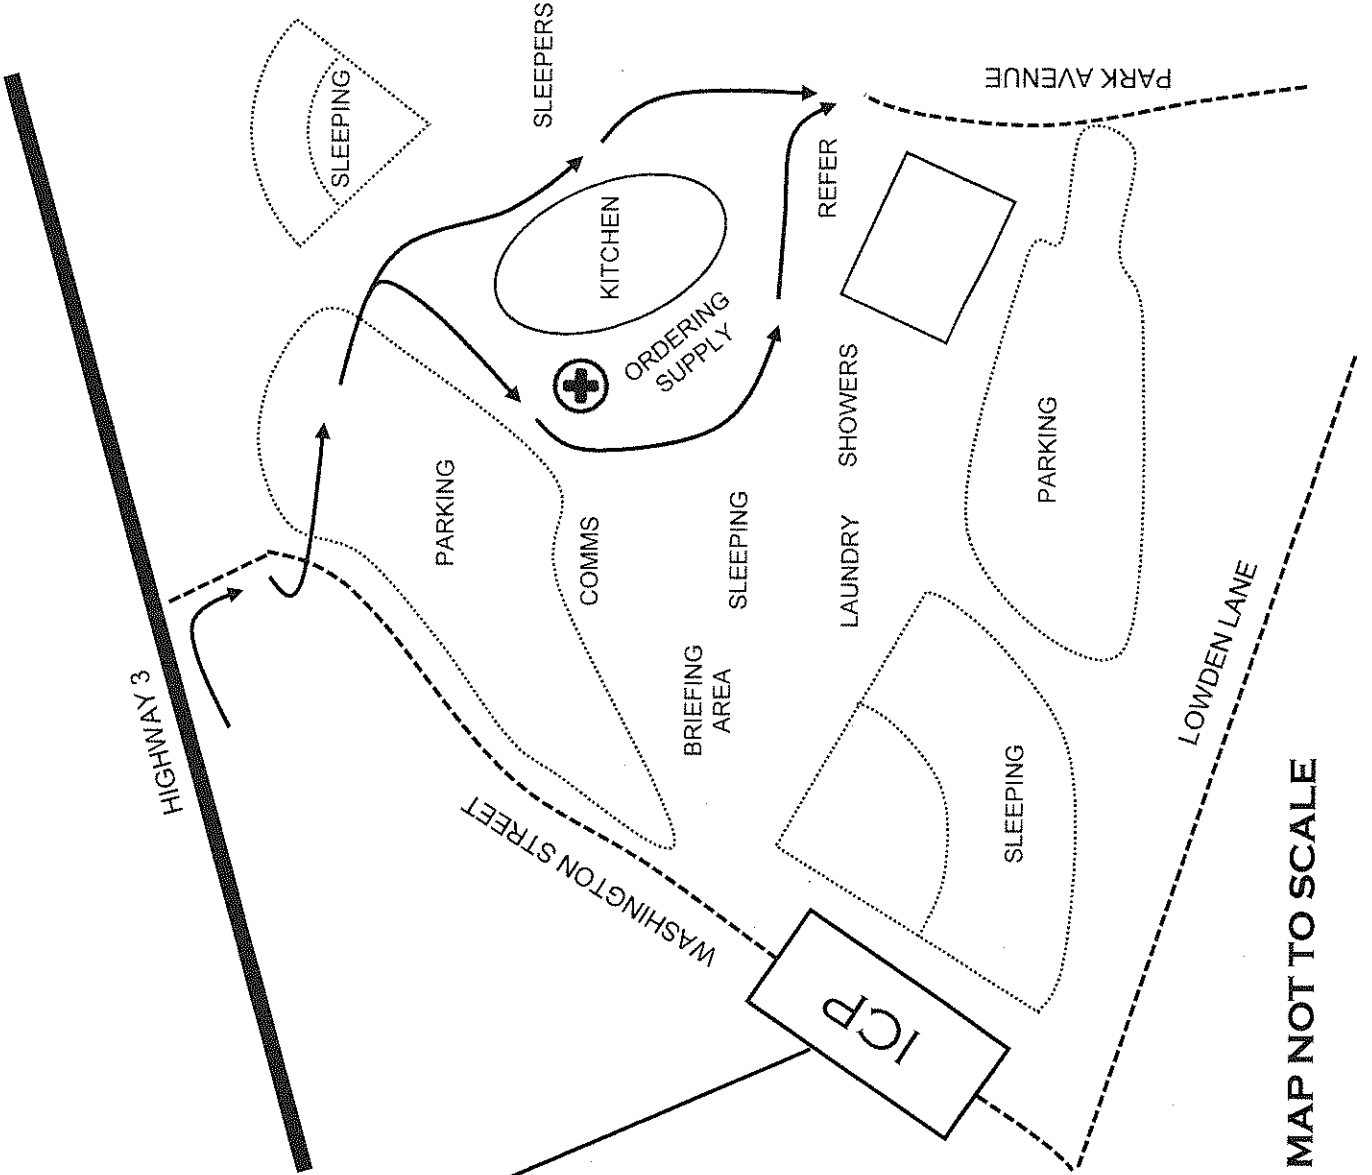 HIGHWAY 3
SLEEPING
SLEEPERS
PARK AVENUE
KITCHEN
REFER
ORDERING
SUPPLY
PARKING
COMMS
SLEEPING
SHOWERS
LAUNDRY
PARKING
BRIEFING
AREA
WASHINGTON STREET
SLEEPING
LOWDEN LANE
ICP
MAP NOT TO SCALE